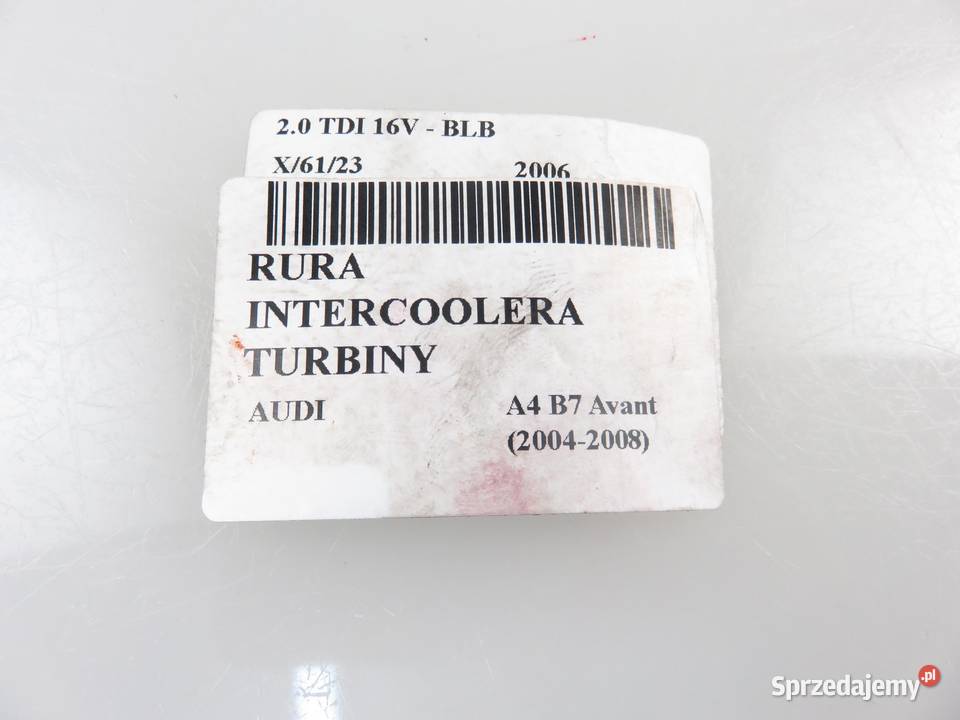 2.0 TDI 16V - BLB
X/61/23 2006
RURA
INTERCOOLERA
TURBINY
AUDI A4 B7 Avant
(2004-2008)
Sprzedajemy.pl